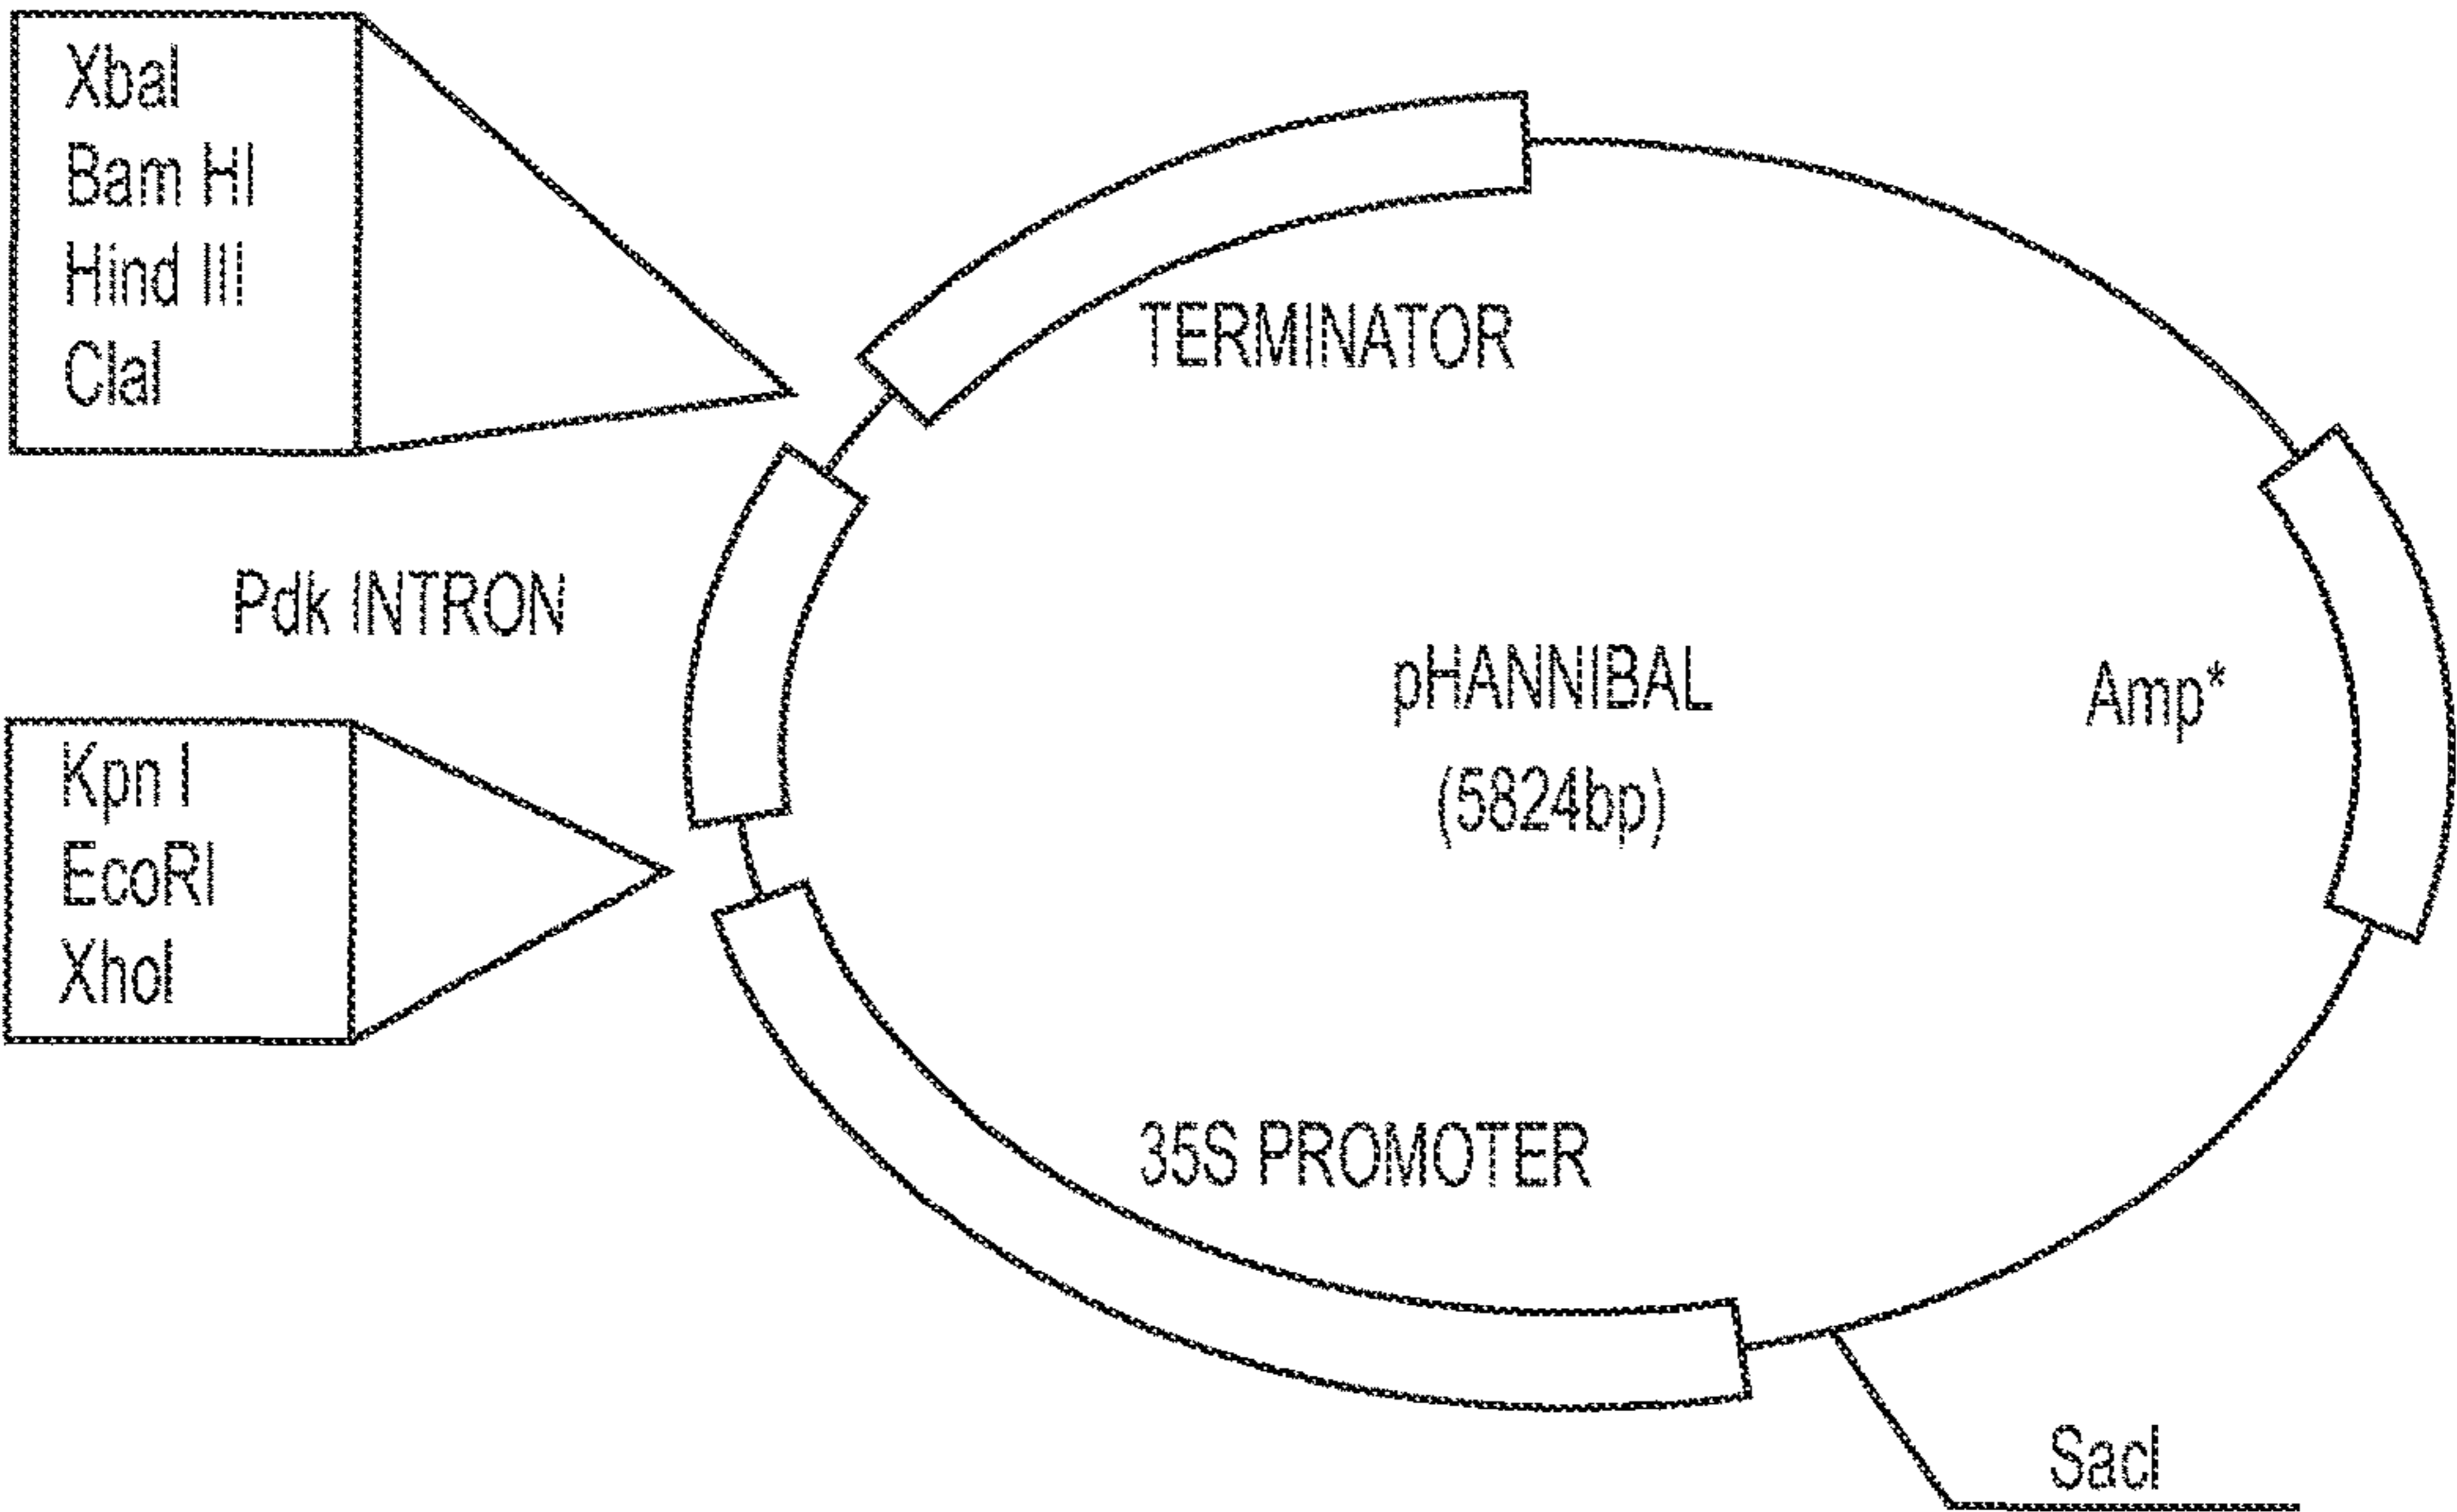 XbaI
Bam HI
Hind III
ClaI
TERMINATOR
Pdk INTRON
pHANNIBAL
(5824bp)
Amp*
Kpn I
EcoRI
XhoI
35S PROMOTER
SacI